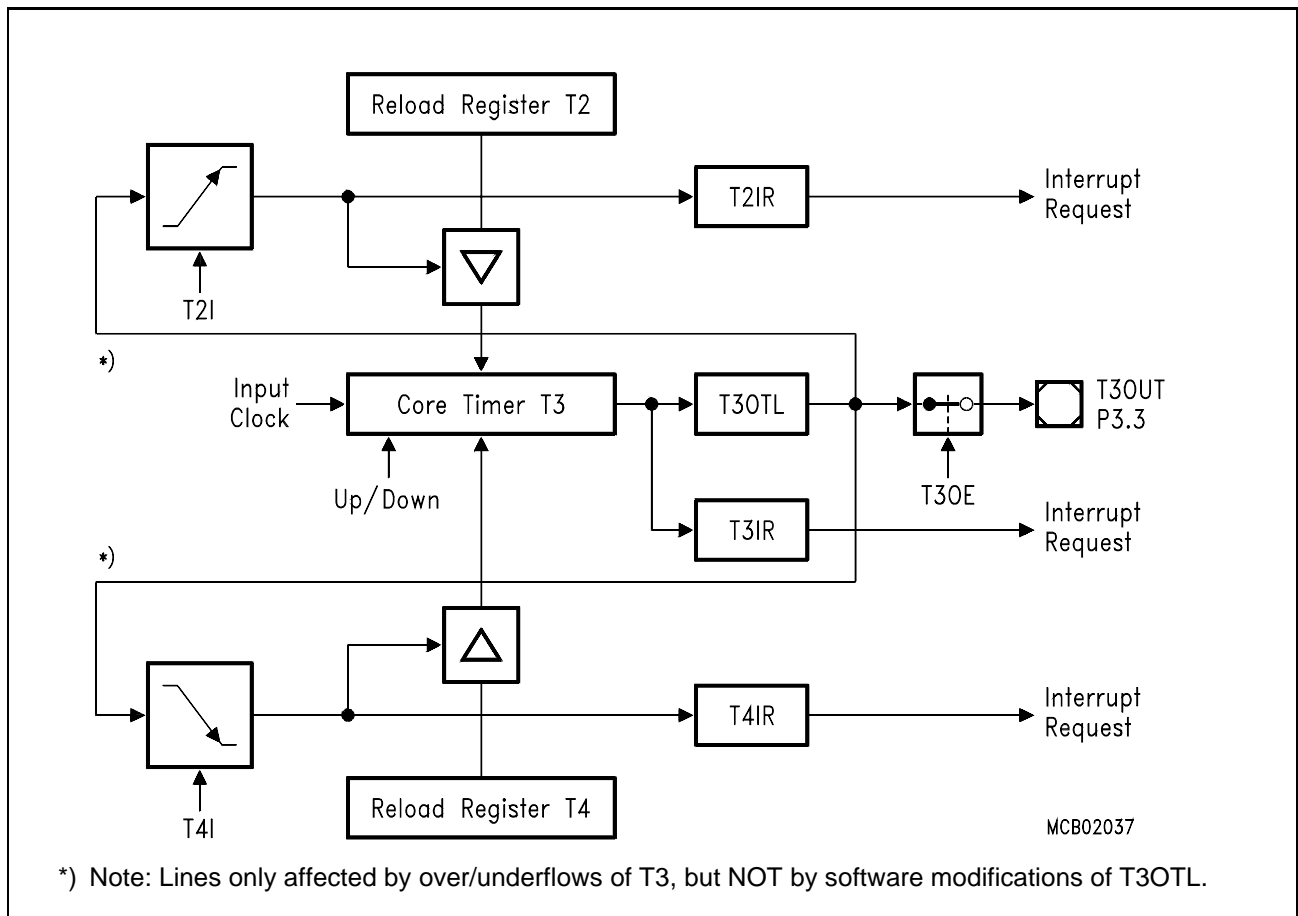 Reload Register T2
T2IR
Interrupt
Request
T2I
*)
Input
Clock
Core Timer T3
T3OTL
T3OUT
P3.3
Up/Down
T3OE
T3IR
Interrupt
Request
*)
T4IR
Interrupt
Request
T4I
Reload Register T4
MCB02037
*) Note: Lines only affected by over/underflows of T3, but NOT by software modifications of T3OTL.